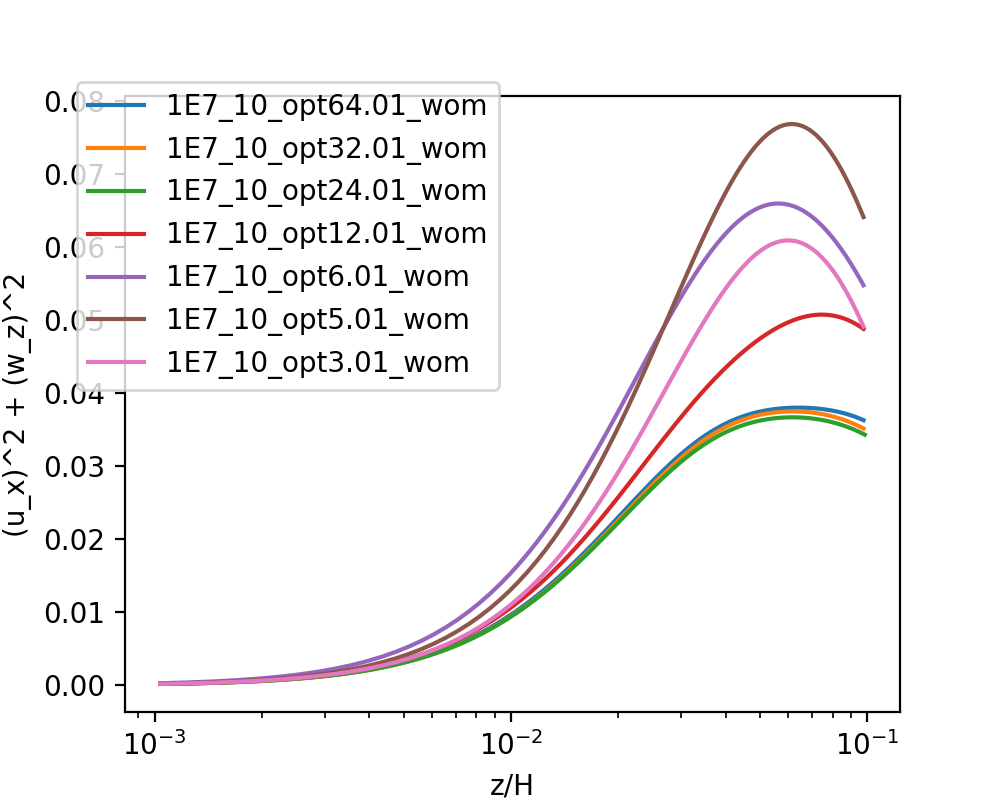 0.08
0.07
0.06
0.05
0.04
0.03
0.02
0.01
0.00
(u_x)^2 + (w_z)^2
1E7_10_opt64.01_wom
1E7_10_opt32.01_wom
1E7_10_opt24.01_wom
1E7_10_opt12.01_wom
1E7_10_opt6.01_wom
1E7_10_opt5.01_wom
1E7_10_opt3.01_wom
10⁻³ 10⁻² 10⁻¹
z/H